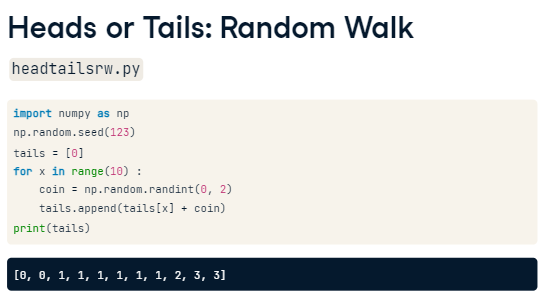 Heads or Tails: Random Walk
headtailsrw.py
import numpy as np
np.random.seed(123)
tails = [0]
for x in range(10) :
    coin = np.random.randint(0, 2)
    tails.append(tails[x] + coin)
print(tails)
[0, 0, 1, 1, 1, 1, 1, 1, 2, 3, 3]